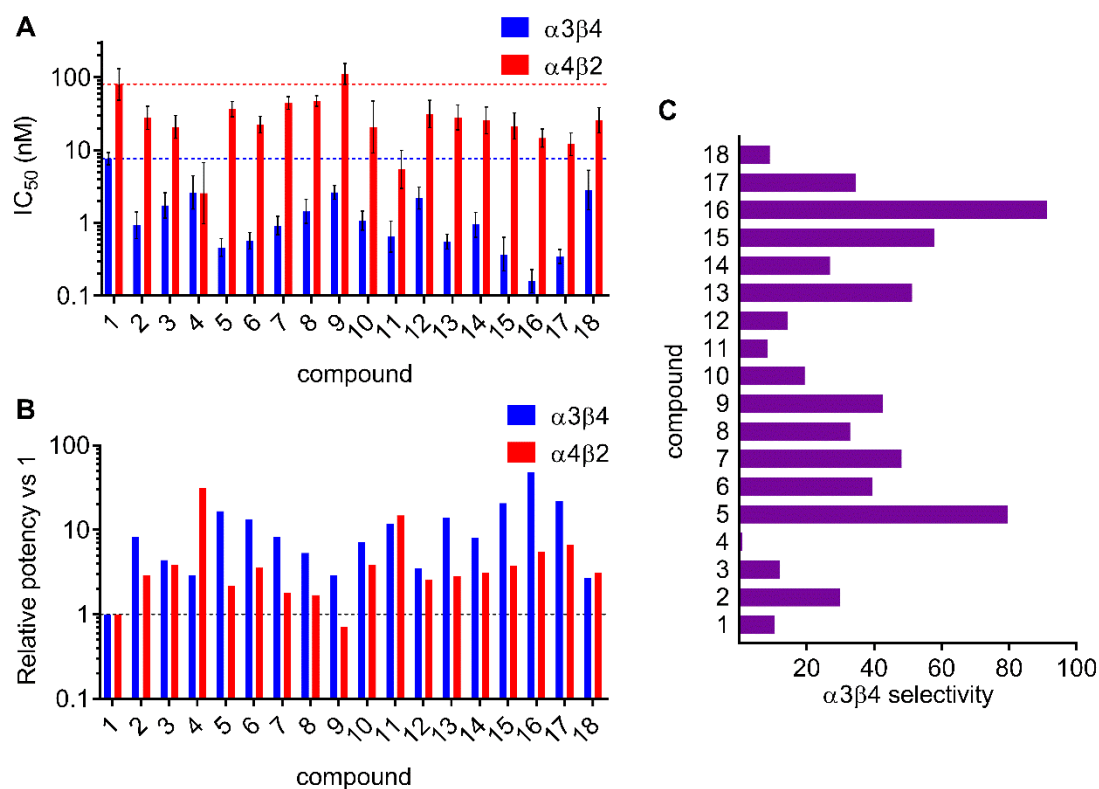 A
α3β4
α4β2
IC50 (nM)
100
10
1
0.1
1 2 3 4 5 6 7 8 9 10 11 12 13 14 15 16 17 18
compound
B
α3β4
α4β2
Relative potency vs 1
100
10
1
0.1
1 2 3 4 5 6 7 8 9 10 11 12 13 14 15 16 17 18
compound
C
compound
18
17
16
15
14
13
12
11
10
9
8
7
6
5
4
3
2
1
20 40 60 80 100
α3β4 selectivity